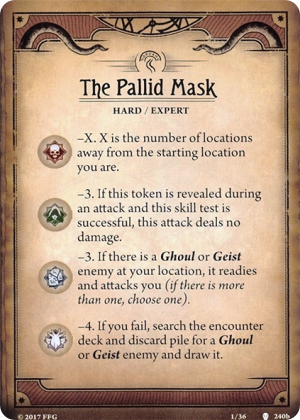 The Pallid Mask
HARD / EXPERT
–X. X is the number of locations
away from the starting location
you are.
–3. If this token is revealed during
an attack and this skill test is
successful, this attack deals no
damage.
–3. If there is a Ghoul or Geist
enemy at your location, it readies
and attacks you (if there is more
than one, choose one).
–4. If you fail, search the encounter
deck and discard pile for a Ghoul
or Geist enemy and draw it.
© 2017 FFG 1/36 240b